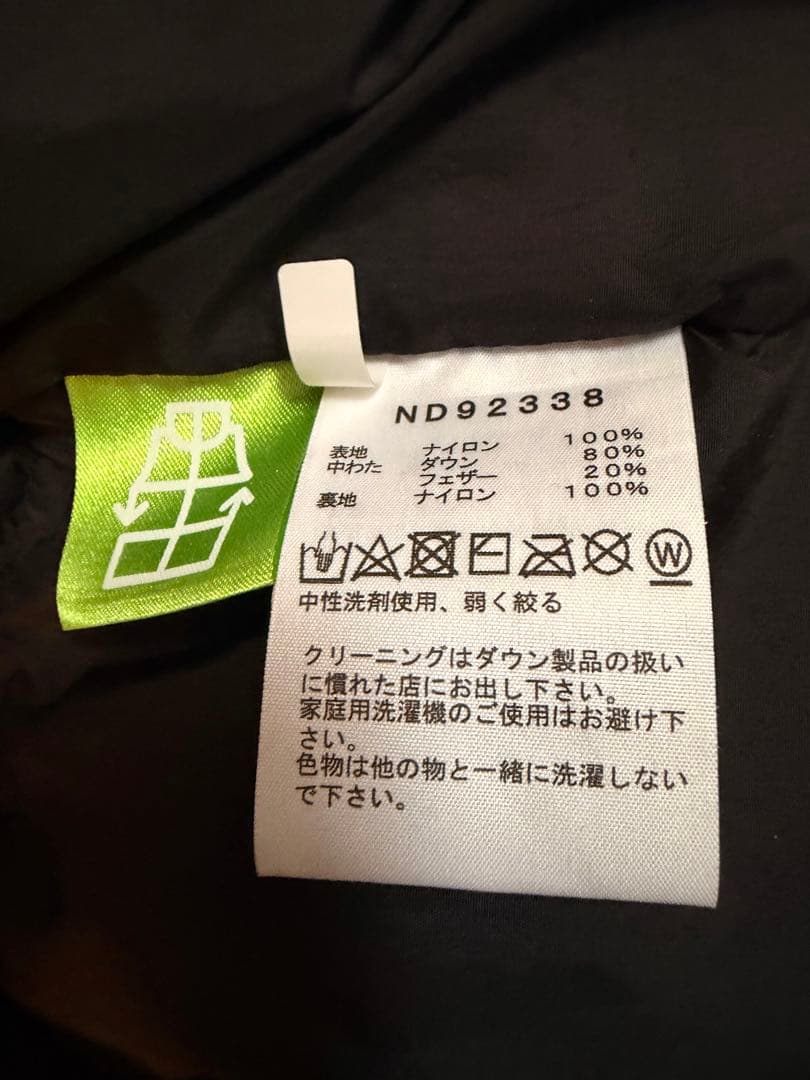 ND92338
表地 ナイロン 100%
中わた ダウン 80%
フェザー 20%
裏地 ナイロン 100%
W
中性洗剤使用、弱く絞る
クリーニングはダウン製品の扱い
に慣れた店にお出し下さい。
家庭用洗濯機のご使用はお避け下
さい。
色物は他の物と一緒に洗濯しない
で下さい。